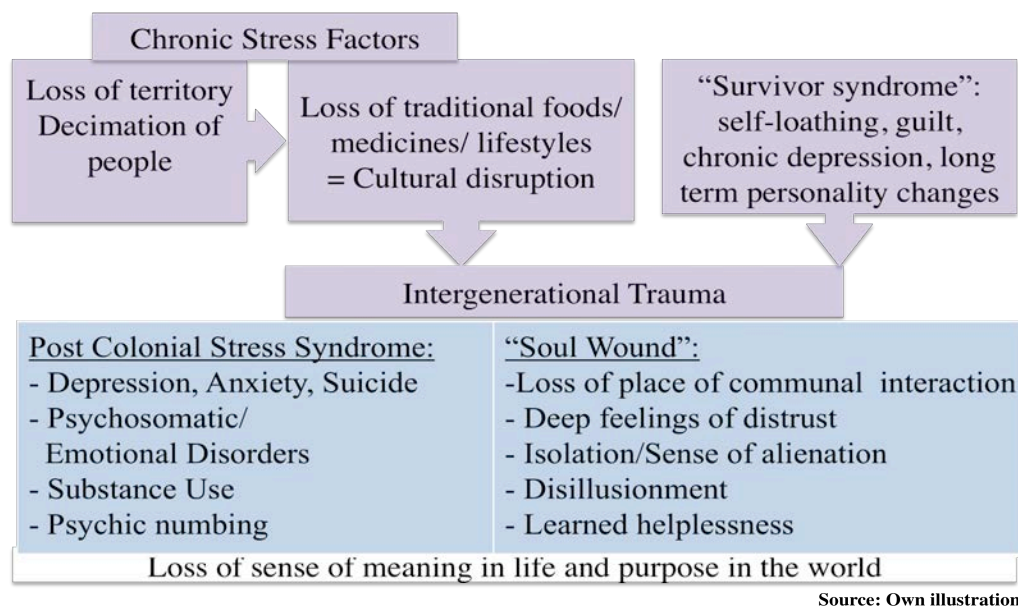 Chronic Stress Factors
Loss of territory
Decimation of
people
Loss of traditional foods/
medicines/ lifestyles
= Cultural disruption
“Survivor syndrome”:
self-loathing, guilt,
chronic depression, long
term personality changes
Intergenerational Trauma
Post Colonial Stress Syndrome:
- Depression, Anxiety, Suicide
- Psychosomatic/
Emotional Disorders
- Substance Use
- Psychic numbing
“Soul Wound”:
-Loss of place of communal interaction
- Deep feelings of distrust
- Isolation/Sense of alienation
- Disillusionment
- Learned helplessness
Loss of sense of meaning in life and purpose in the world
Source: Own illustration